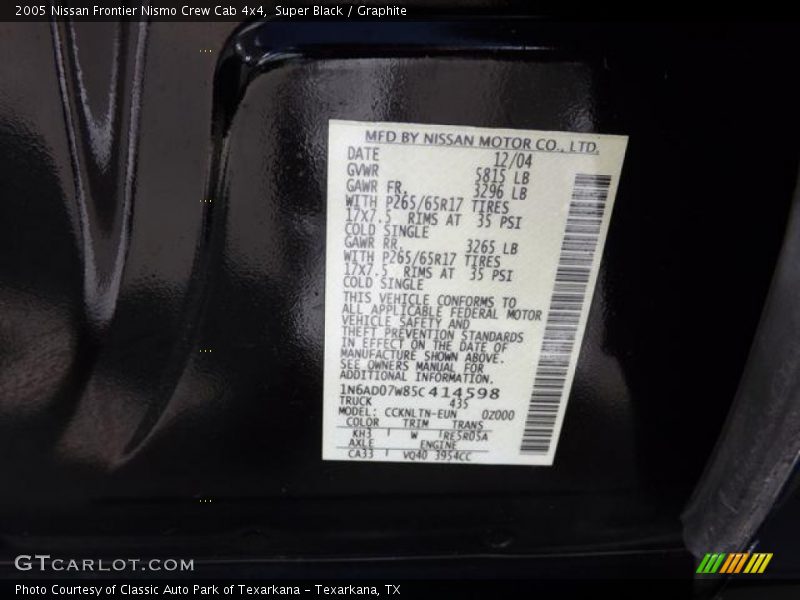 2005 Nissan Frontier Nismo Crew Cab 4x4, Super Black / Graphite
MFD BY NISSAN MOTOR CO., LTD.
DATE 12/04
GVWR 5815 LB
GAWR FR. 3296 LB
WITH P265/65R17 TIRES
17X7.5 RIMS AT 35 PSI
COLD SINGLE
GAWR RR. 3265 LB
WITH P265/65R17 TIRES
17X7.5 RIMS AT 35 PSI
COLD SINGLE
THIS VEHICLE CONFORMS TO
ALL APPLICABLE FEDERAL MOTOR
VEHICLE SAFETY AND
THEFT PREVENTION STANDARDS
IN EFFECT ON THE DATE OF
MANUFACTURE SHOWN ABOVE.
SEE OWNERS MANUAL FOR
ADDITIONAL INFORMATION.
1N6AD07W85C414598
TRUCK 435
MODEL: CCKNLTN-EUN 0Z000
COLOR TRIM TRANS
KH3 W RE5R05A
AXLE ENGINE
CA33 VQ40 3954CC
GTCARLOT.COM
Photo Courtesy of Classic Auto Park of Texarkana - Texarkana, TX